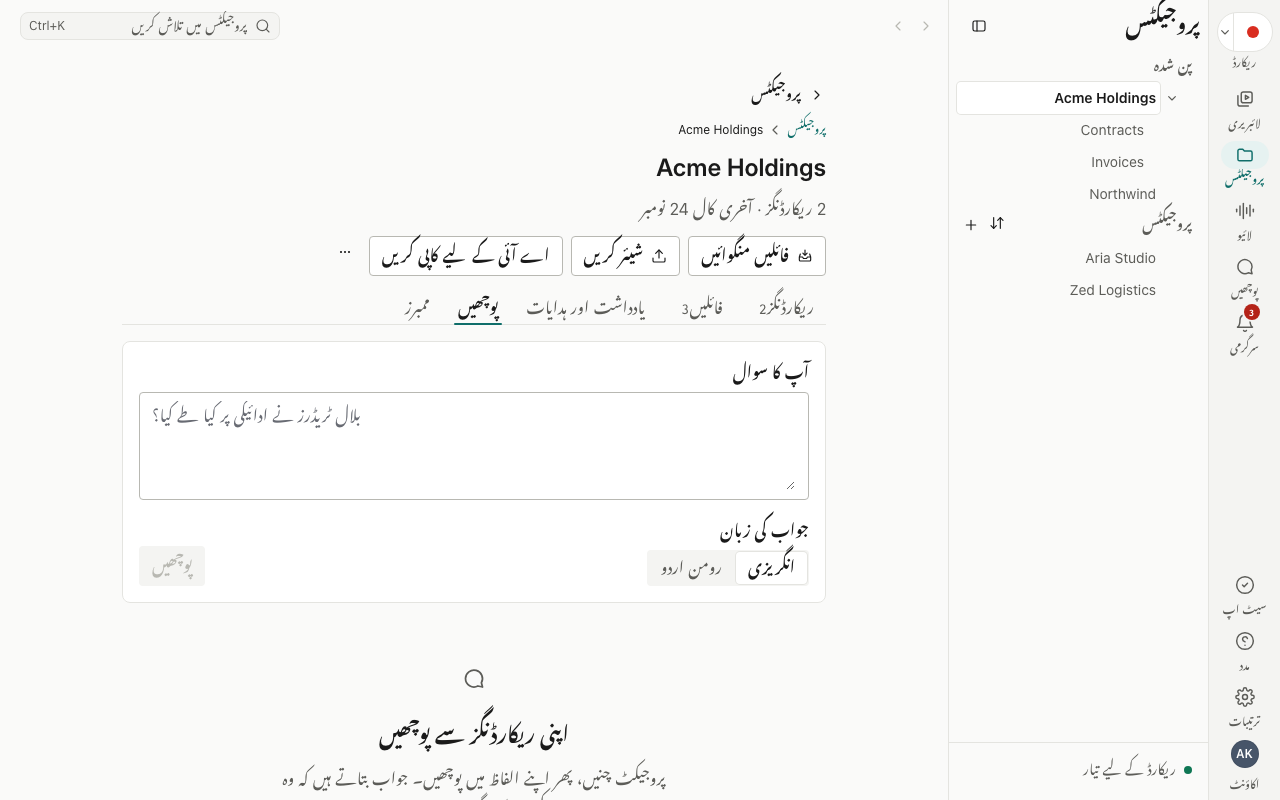 ریکارڈ
لائبریری
پروجیکٹس
لائیو
پوچھیں
3
سرگرمی
سیٹ اپ
مدد
ترتیبات
AK
اکاؤنٹ
پروجیکٹس
پن شدہ
Acme Holdings
Contracts
Invoices
Northwind
پروجیکٹس
Aria Studio
Zed Logistics
ریکارڈ کے لیے تیار
پروجیکٹس میں تلاش کریں Ctrl+K
پروجیکٹس
پروجیکٹس Acme Holdings
Acme Holdings
2 ریکارڈنگز · آخری کال 24 نومبر
فائلیں منگوائیں شیئر کریں اے آئی کے لیے کاپی کریں ...
ریکارڈنگز2 فائلیں3 یادداشت اور ہدایات پوچھیں ممبرز
آپ کا سوال
بلال ٹریڈرز نے ادائیگی پر کیا طے کیا؟
جواب کی زبان
انگریزی رومن اردو پوچھیں
اپنی ریکارڈنگز سے پوچھیں
پروجیکٹ چنیں، پھر اپنے الفاظ میں پوچھیں۔ جواب بتاتے ہیں کہ وہ